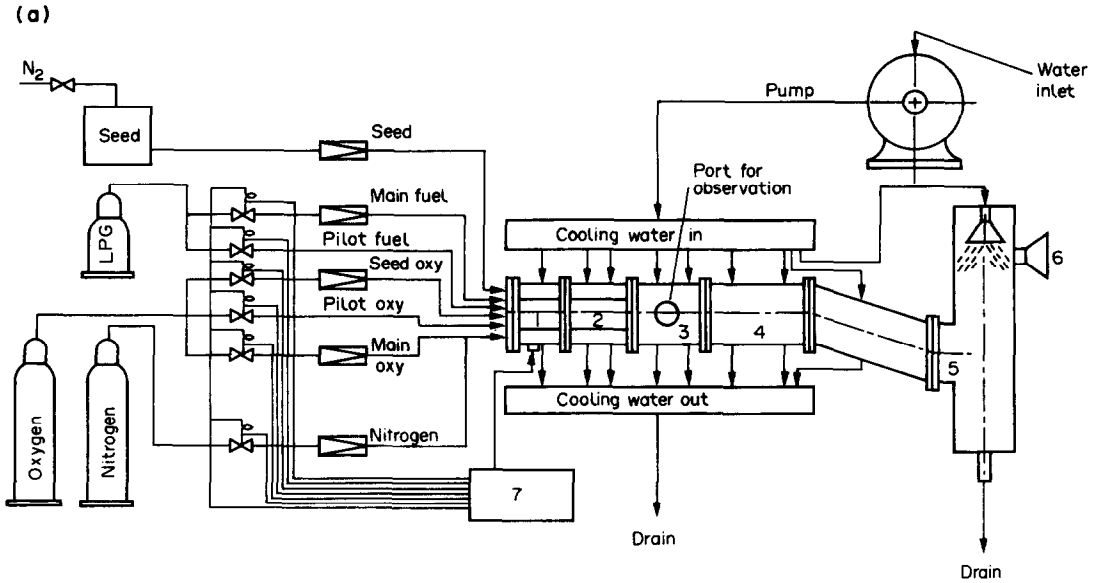 (a)
N2
Water
inlet
Pump
Seed
Seed
Port for
observation
Main fuel
LPG
Pilot fuel
Cooling water in
Seed oxy
6
Pilot oxy
1
2
3
4
Main
oxy
5
Cooling water out
Oxygen
Nitrogen
Nitrogen
7
Drain
Drain